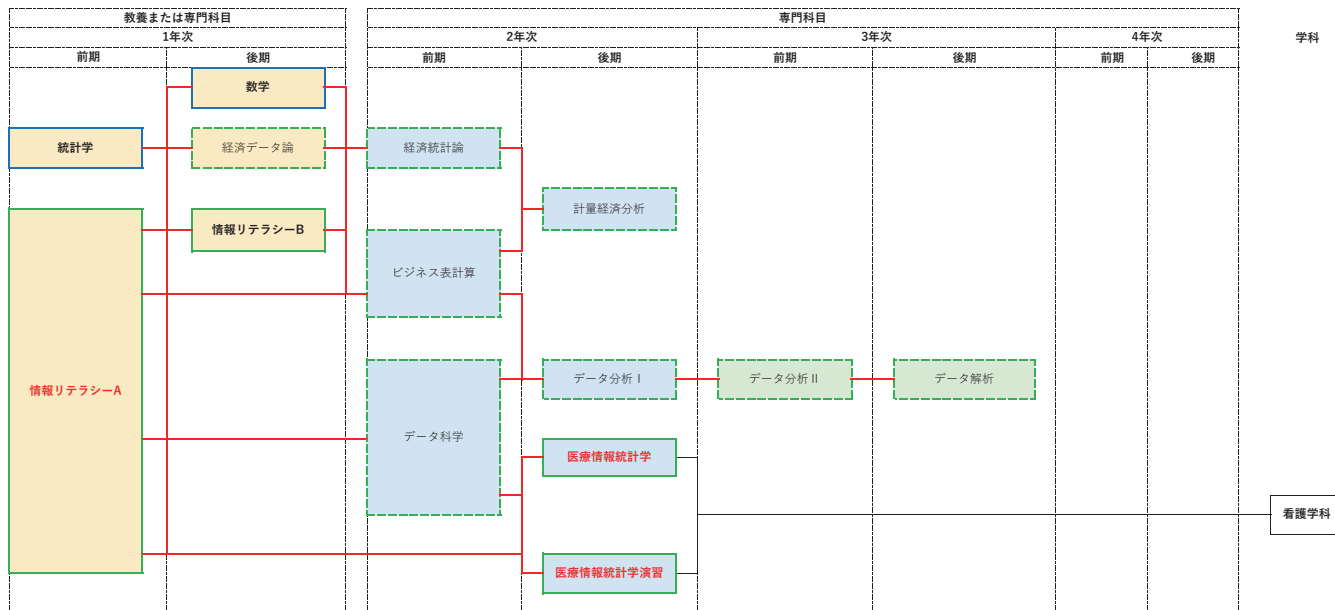 教養または専門科目
専門科目
1年次
2年次
3年次
4年次
学科
前期
後期
前期
後期
前期
後期
前期
後期
数学
統計学
経済データ論
経済統計論
計量経済分析
情報リテラシーB
ビジネス表計算
情報リテラシーA
データ分析Ⅰ
データ分析Ⅱ
データ解析
データ科学
医療情報統計学
看護学科
医療情報統計学演習